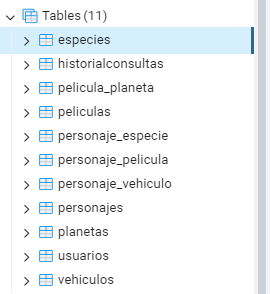 Tables (11)
especies
historialconsultas
pelicula_planeta
peliculas
personaje_especie
personaje_pelicula
personaje_vehiculo
personajes
planetas
usuarios
vehiculos